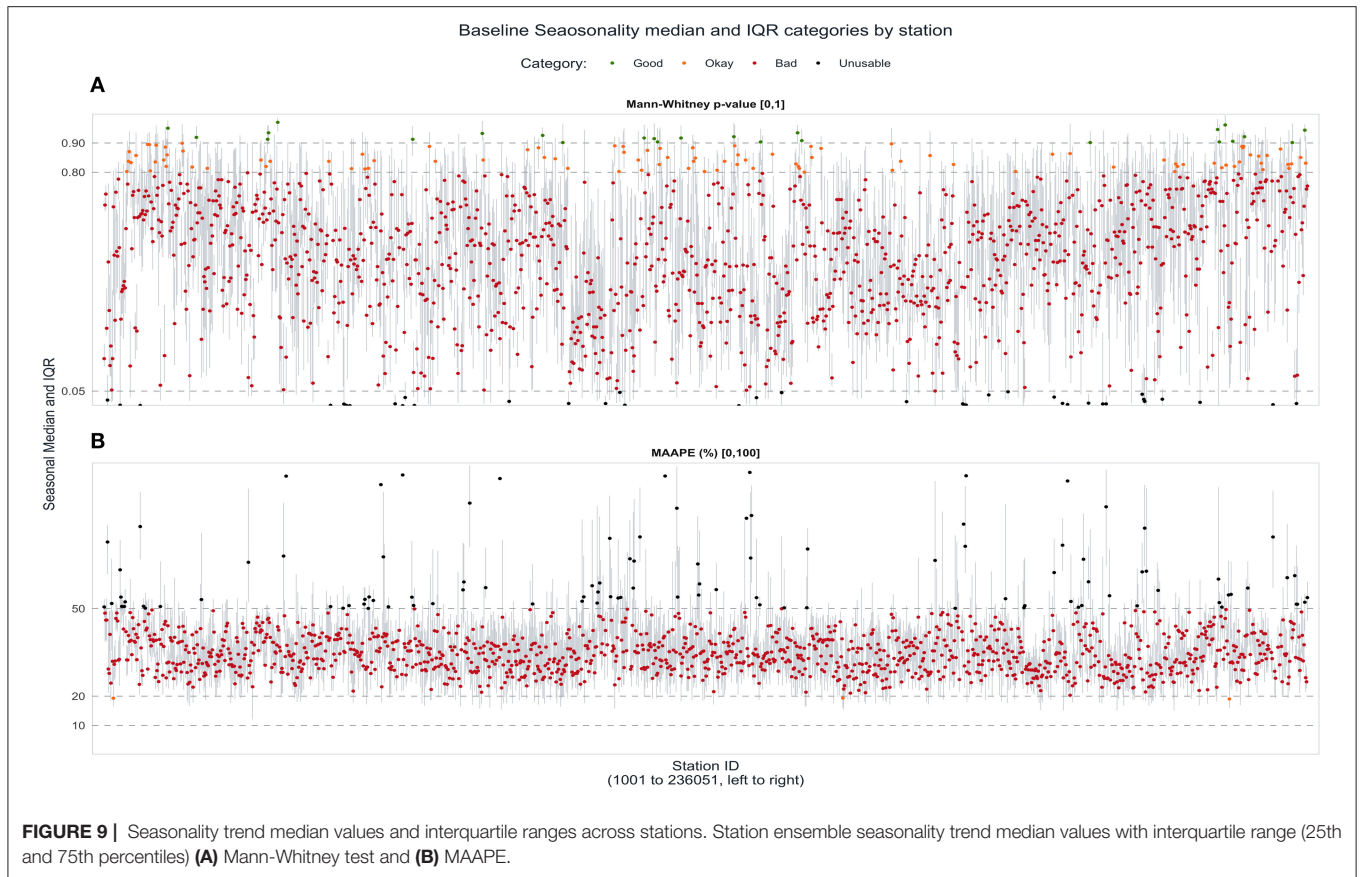 Baseline Seaosonality median and IQR categories by station
Category: Good Okay Bad Unusable
A
Mann-Whitney p-value [0,1]
0.90
0.80
0.05
Seasonal Median and IQR
B
MAAPE (%) [0,100]
50
20
10
Station ID
(1001 to 236051, left to right)
FIGURE 9 | Seasonality trend median values and interquartile ranges across stations. Station ensemble seasonality trend median values with interquartile range (25th
and 75th percentiles) (A) Mann-Whitney test and (B) MAAPE.